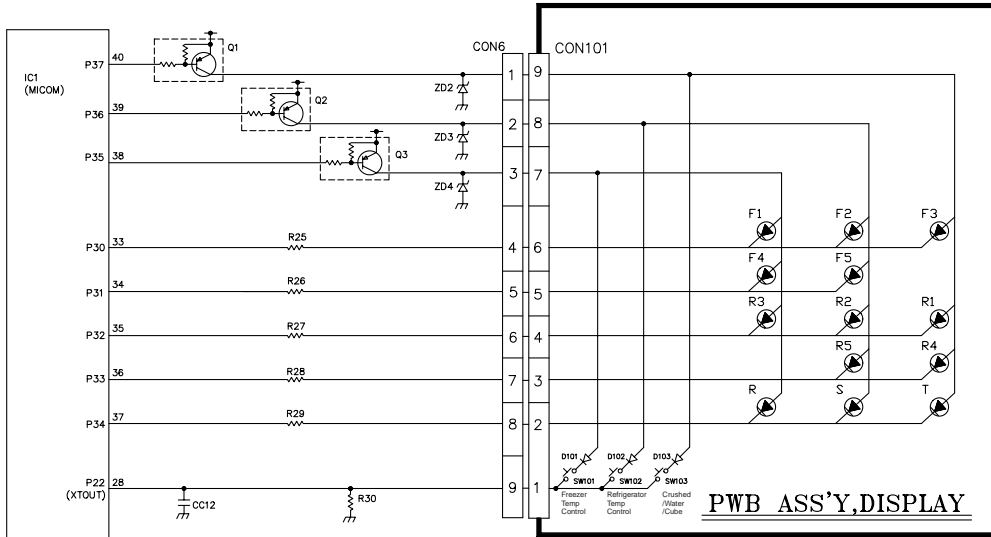 CON6 CON101
IC1
(MICOM)
P37 40 Q1
P36 39 Q2
P35 38 Q3
ZD2 1 9
ZD3 2 8
ZD4 3 7
F1 F2 F3
P30 33 R25 4 6
F4 F5
P31 34 R26 5 5
R3 R2 R1
P32 35 R27 6 4
R5 R4
P33 36 R28 7 3
R S T
P34 37 R29 8 2
D101 D102 D103
SW101 SW102 SW103
P22 28 9 1
(XTOUT)
CC12 R30
Freezer
Temp
Control
Refrigerator
Temp
Control
Crushed
/Water
/Cube
PWB ASS'Y,DISPLAY